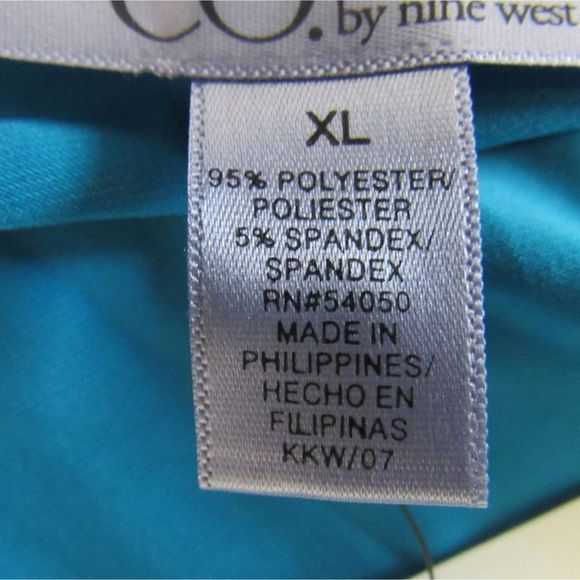 CO. by nine west
XL
95% POLYESTER/
POLIESTER
5% SPANDEX/
SPANDEX
RN#54050
MADE IN
PHILIPPINES/
HECHO EN
FILIPINAS
KKW/07